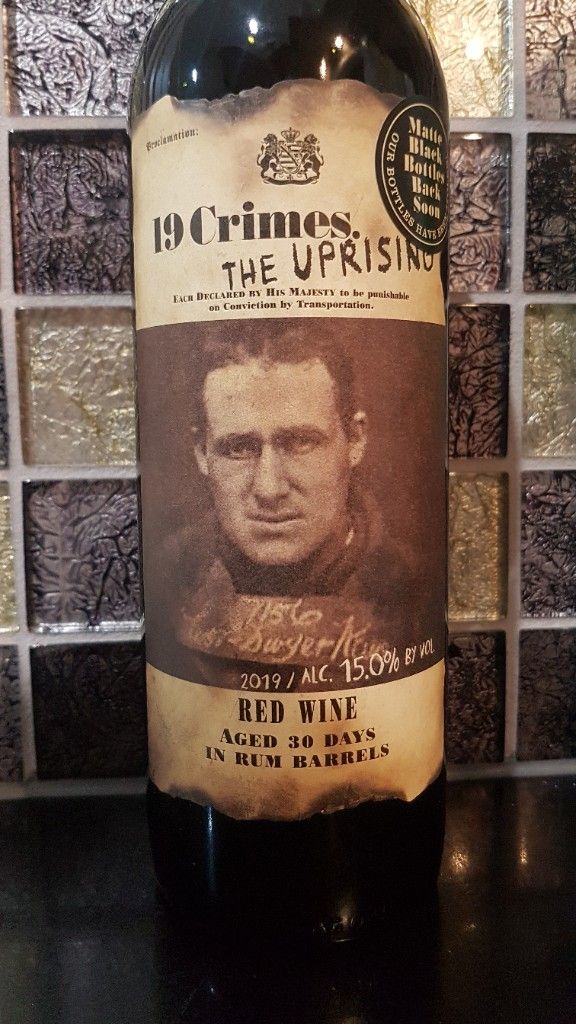 Proclamation:
Matte
Black
Bottles
Back
Soon
OUR BOTTLES HAVE
19 Crimes.
THE UPRISING
EACH DECLARED BY HIS MAJESTY to be punishable
on Conviction by Transportation.
7156
Dwyer
2019 / ALC. 15.0% BY VOL
RED WINE
AGED 30 DAYS
IN RUM BARRELS